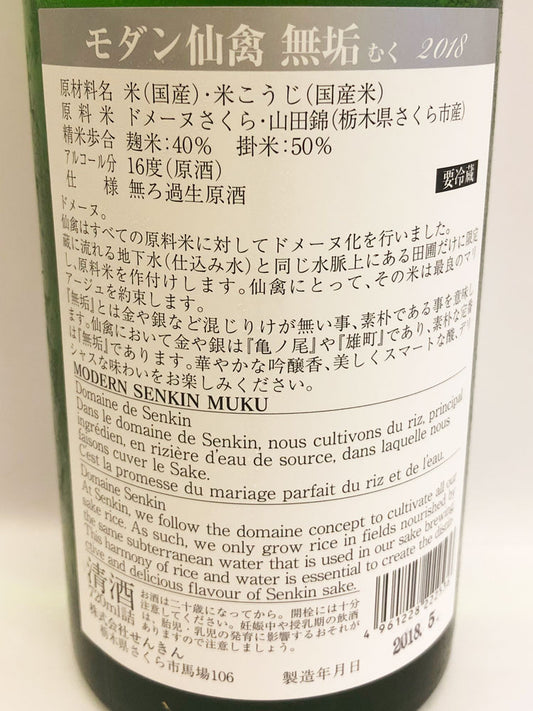 モダン仙禽 無垢 むく 2018
原材料名 米(国産)・米こうじ(国産米)
原料米 ドメーヌさくら・山田錦(栃木県さくら市産)
精米歩合 麹米:40% 掛米:50%
アルコール分 16度(原酒)
仕様 無ろ過生原酒
要冷蔵
ドメーヌ。
仙禽はすべての原料米に対してドメーヌ化を行いました。
蔵に流れる地下水(仕込み水)と同じ水脈上にある田圃だけに限定
し、原料米を作付けします。仙禽にとって、その米は最良のマリ
アージュを約束します。
『無垢』とは金や銀など混じりけが無い事、素朴である事を意味し
ます。仙禽において金や銀は『亀ノ尾』や『雄町』であり、素朴な定番
は『無垢』であります。華やかな吟醸香、美しくスマートな酸、デリ
シャスな味わいをお楽しみください。
MODERN SENKIN MUKU
Domaine de Senkin
Dans le domaine de Senkin, nous cultivons du riz, principal
ingrédien, en rizière d'eau de source, dans laquelle nous
faisons cuver le Sake.
C'est la promesse du mariage parfait du riz et de l'eau.
Domaine Senkin
At Senkin, we follow the domaine concept to cultivate all our
sake rice. As such, we only grow rice in fields nourished by
the same subterranean water that is used in our sake brewing
This harmony of rice and water is essential to create the distin-
ctive and delicious flavour of Senkin sake.
清酒
720ml詰
お酒は二十歳になってから。開栓には十分
注意してください。妊娠中や授乳期の飲酒
は、胎児・乳児の発育に影響するおそれが
ありますので注意しましょう。
株式会社せんきん
栃木県さくら市馬場106
製造年月日
2018. 5.